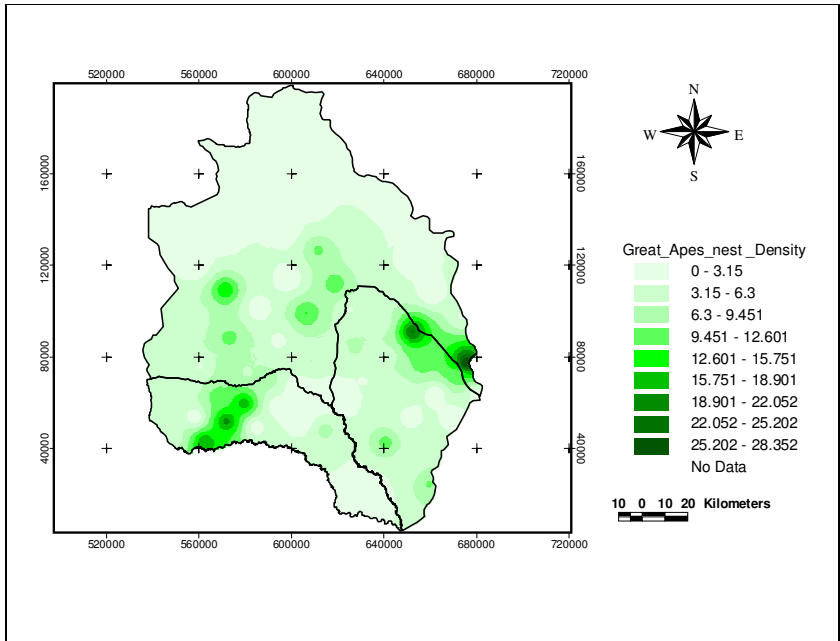 520000 560000 600000 640000 680000 720000
N
W E
S
160000 160000
120000 120000
80000 80000
40000 40000
520000 560000 600000 640000 680000 720000
Great_Apes_nest _Density
0 - 3.15
3.15 - 6.3
6.3 - 9.451
9.451 - 12.601
12.601 - 15.751
15.751 - 18.901
18.901 - 22.052
22.052 - 25.202
25.202 - 28.352
No Data
10 0 10 20 Kilometers